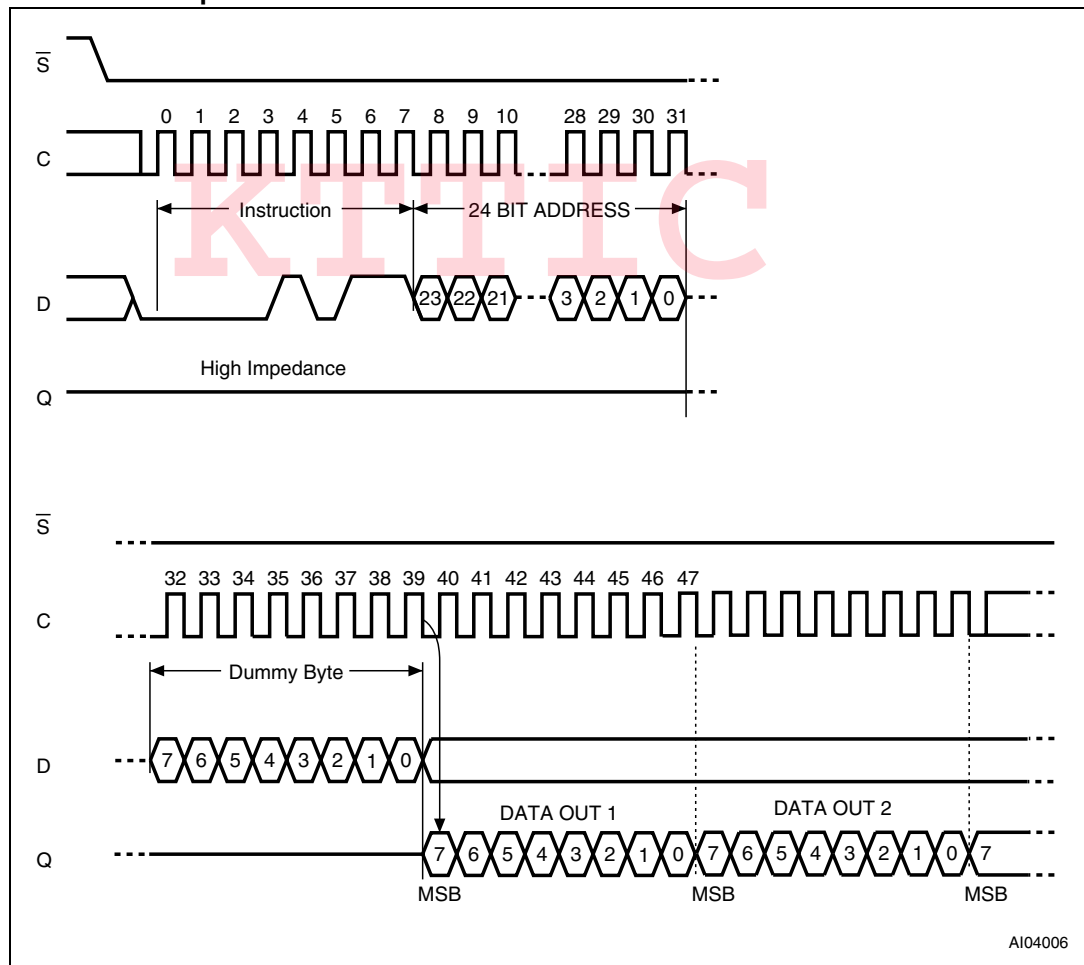 S
0 1 2 3 4 5 6 7 8 9 10 28 29 30 31
C
Instruction 24 BIT ADDRESS
KTTIC
D 23 22 21 3 2 1 0
High Impedance
Q
S
32 33 34 35 36 37 38 39 40 41 42 43 44 45 46 47
C
Dummy Byte
D 7 6 5 4 3 2 1 0
DATA OUT 1 DATA OUT 2
Q 7 6 5 4 3 2 1 0 7 6 5 4 3 2 1 0 7
MSB MSB MSB
AI04006